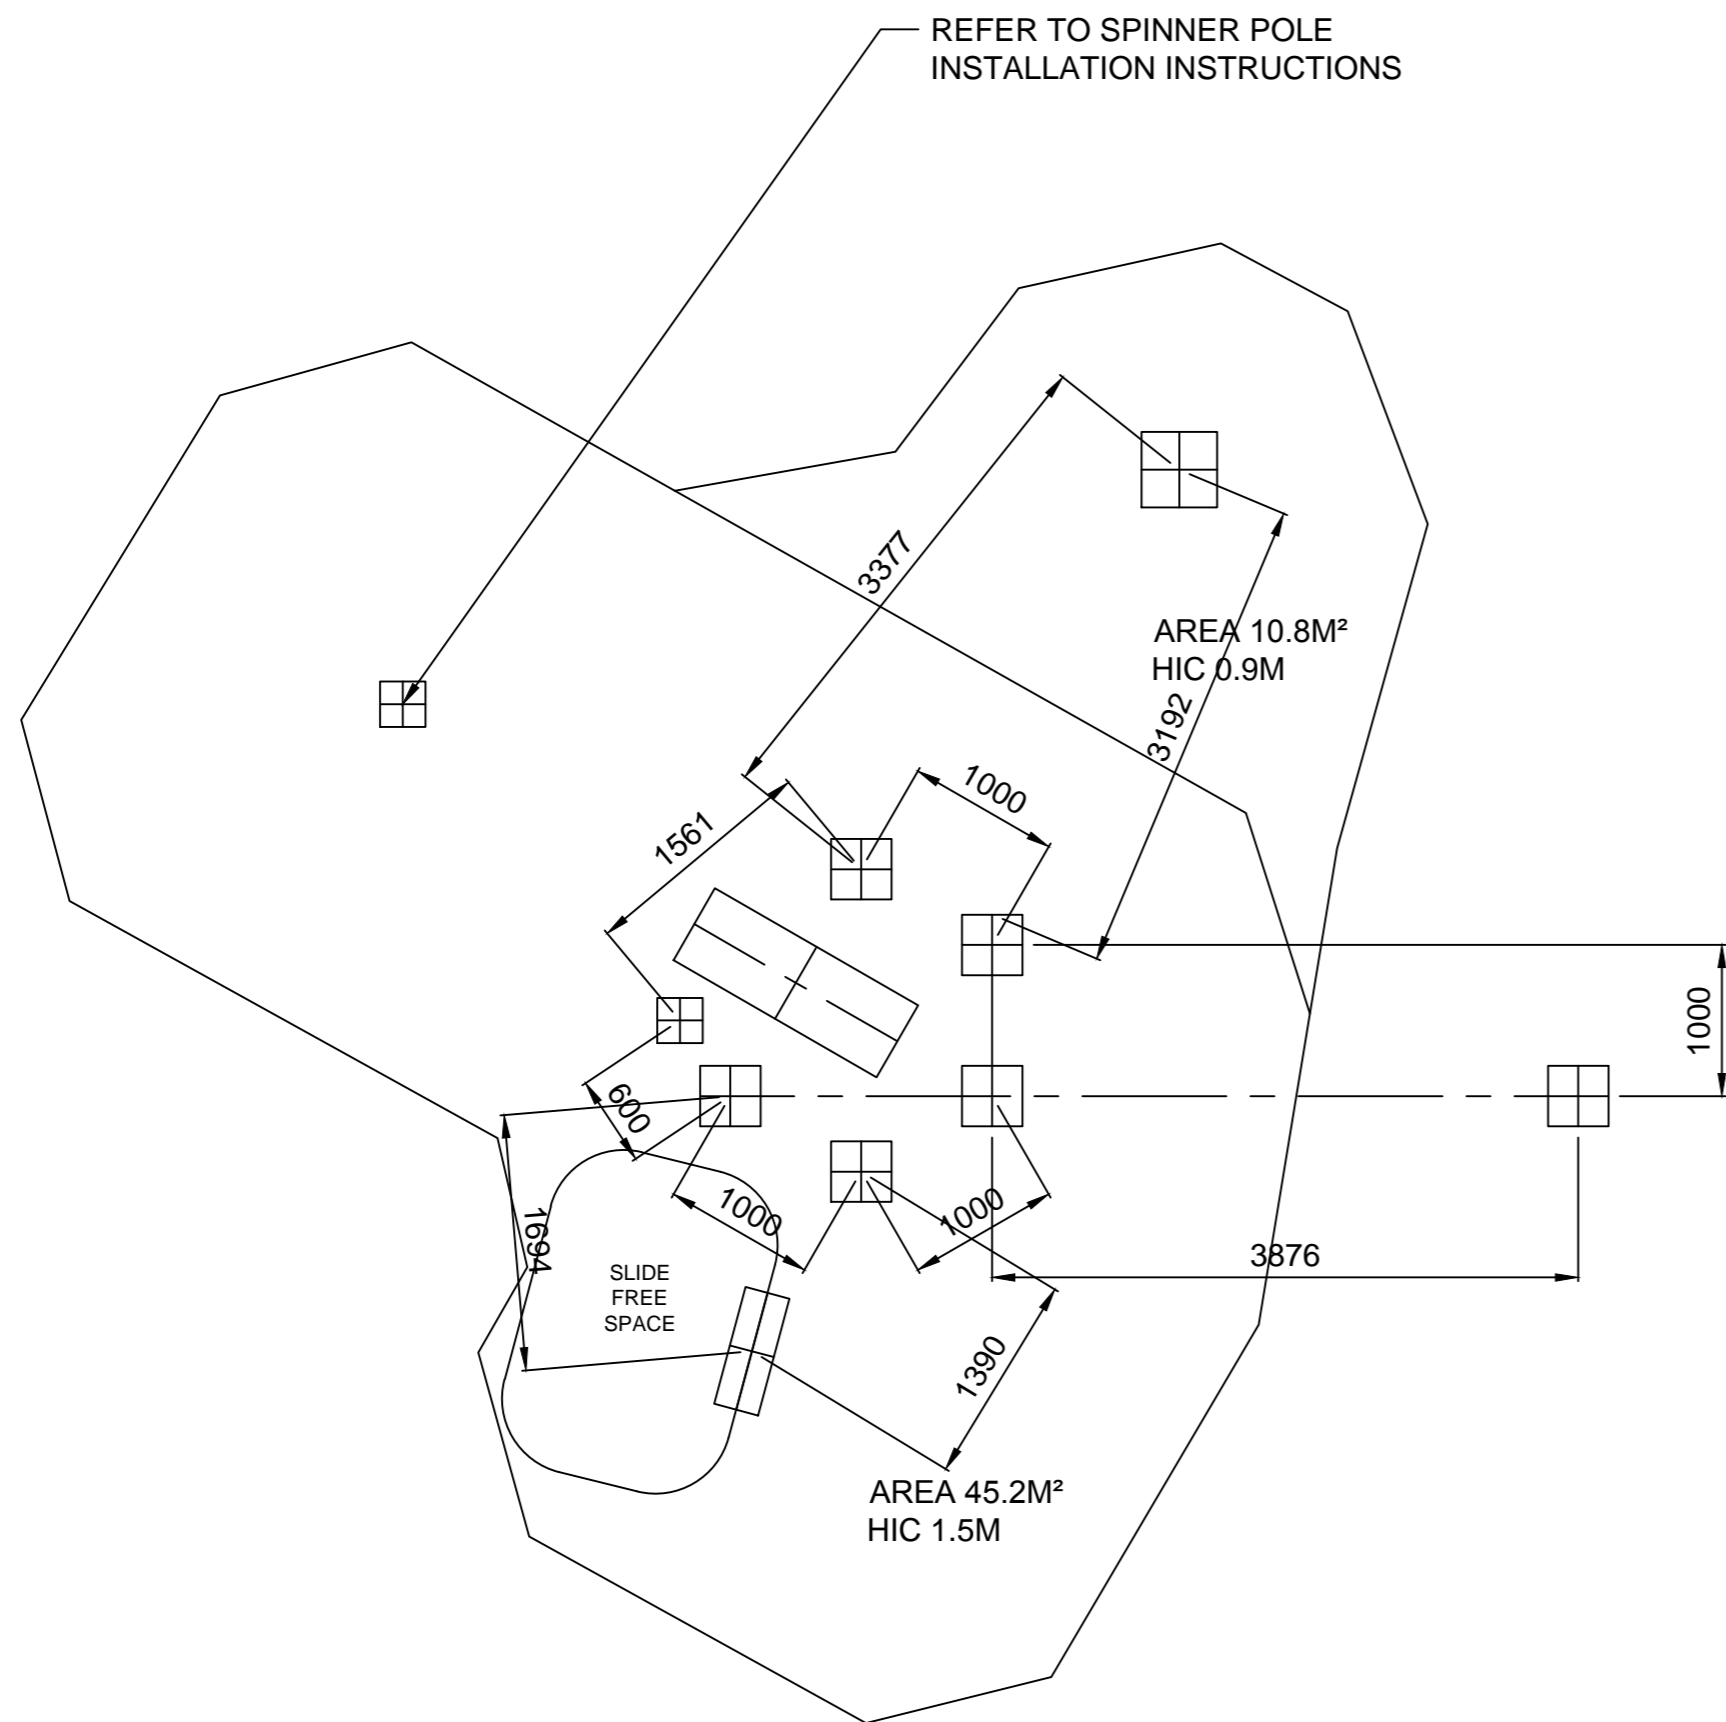 REFER TO SPINNER POLE
INSTALLATION INSTRUCTIONS
3377
AREA 10.8M²
HIC 0.9M
3192
1000
1561
1000
600
1694
1000
1000
3876
SLIDE
FREE
SPACE
1390
AREA 45.2M²
HIC 1.5M